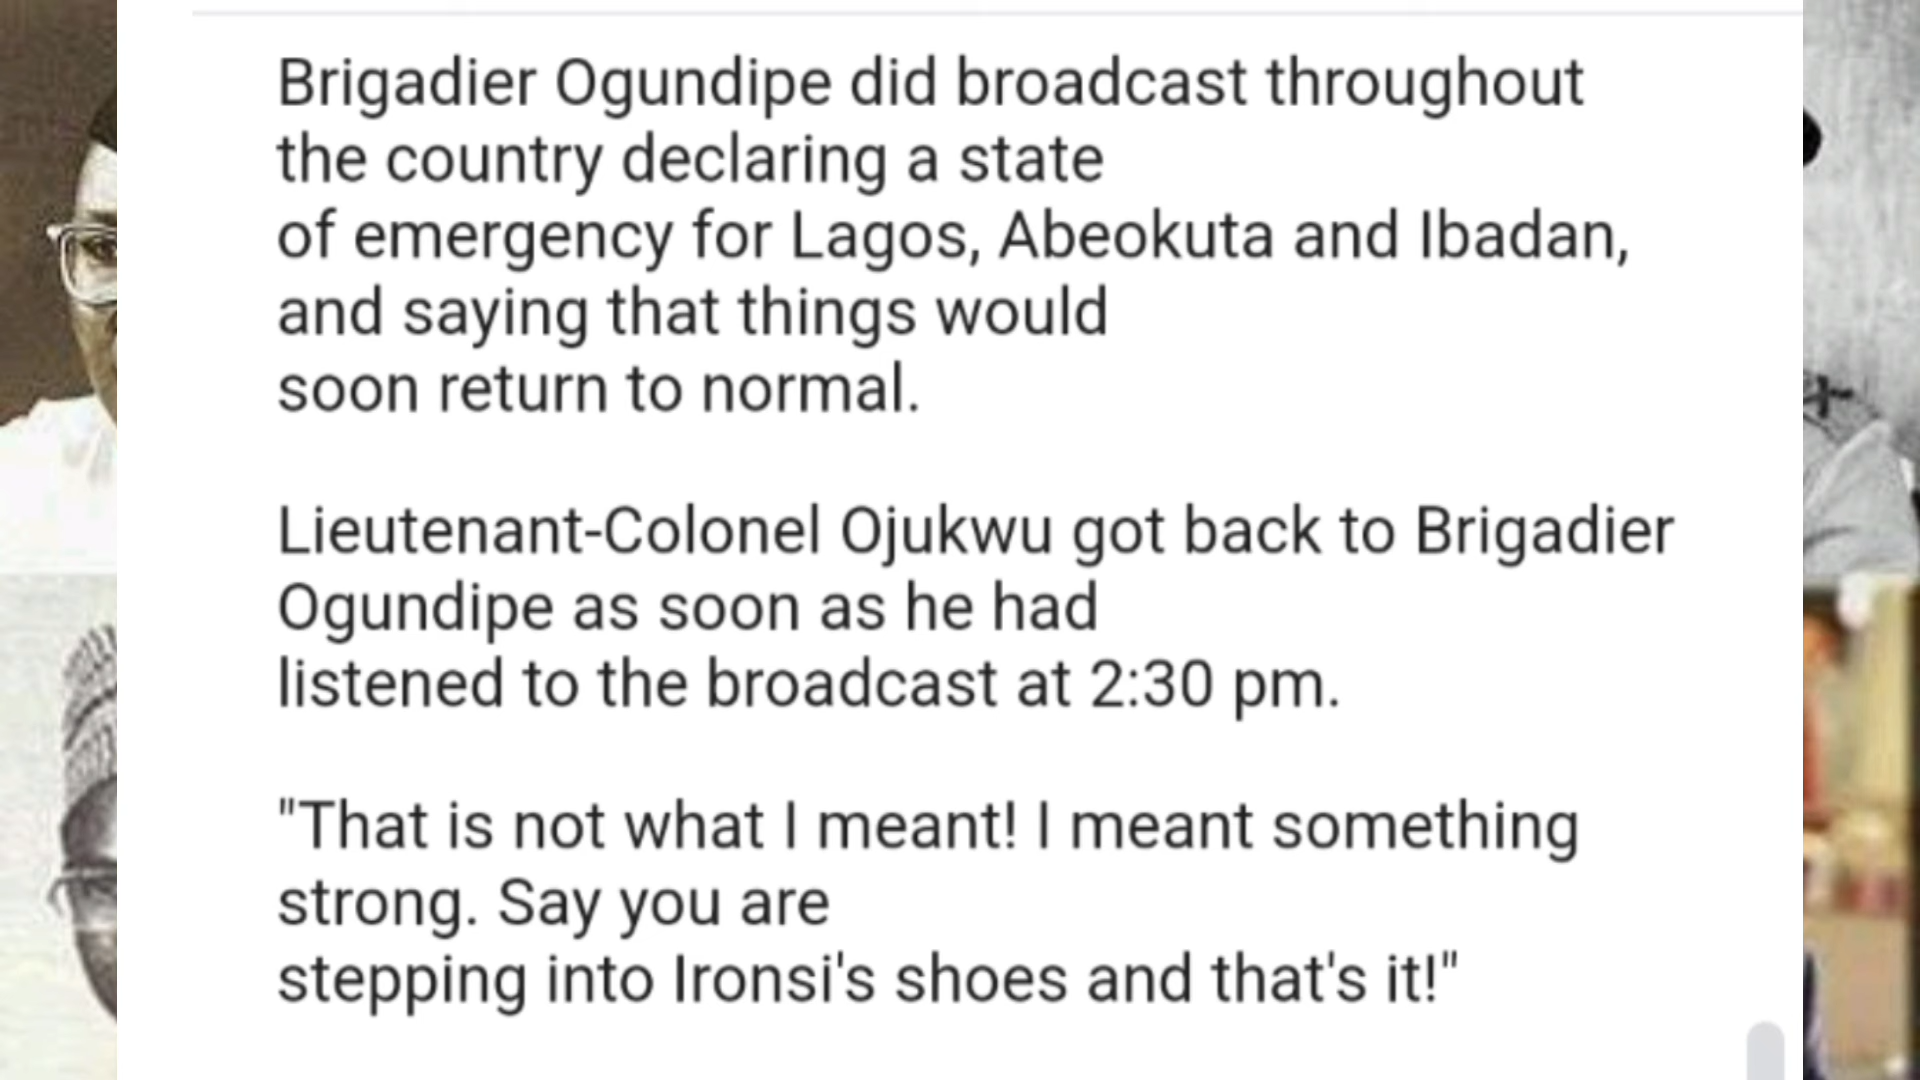 Brigadier Ogundipe did broadcast throughout
the country declaring a state
of emergency for Lagos, Abeokuta and Ibadan,
and saying that things would
soon return to normal.
Lieutenant-Colonel Ojukwu got back to Brigadier
Ogundipe as soon as he had
listened to the broadcast at 2:30 pm.
"That is not what I meant! I meant something
strong. Say you are
stepping into Ironsi's shoes and that's it!"